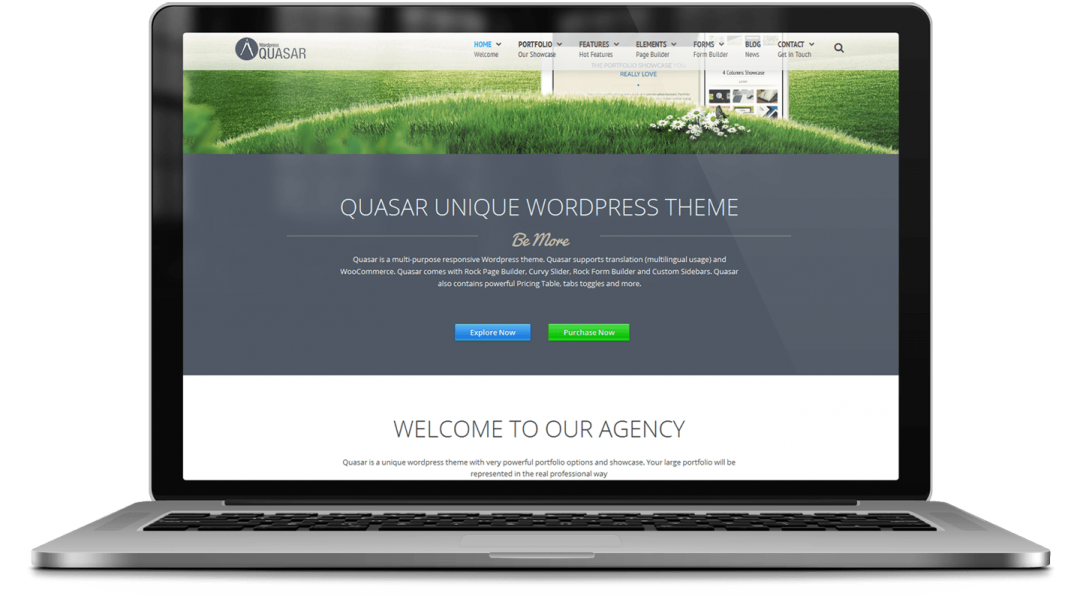 Wordpress
QUASAR
HOME PORTFOLIO FEATURES ELEMENTS FORMS BLOG CONTACT
Welcome Our Showcase Hot Features Page Builder Form Builder News Get In Touch
THE PORTFOLIO SHOWCASE YOU
REALLY LOVE
4 Columns Showcase
QUASAR UNIQUE WORDPRESS THEME
Be More
Quasar is a multi-purpose responsive Wordpress theme. Quasar supports translation (multilingual usage) and
WooCommerce. Quasar comes with Rock Page Builder, Curvy Slider, Rock Form Builder and Custom Sidebars. Quasar
also contains powerful Pricing Table, tabs toggles and more.
Explore Now Purchase Now
WELCOME TO OUR AGENCY
Quasar is a unique wordpress theme with very powerful portfolio options and showcase. Your large portfolio will be
represented in the real professional way